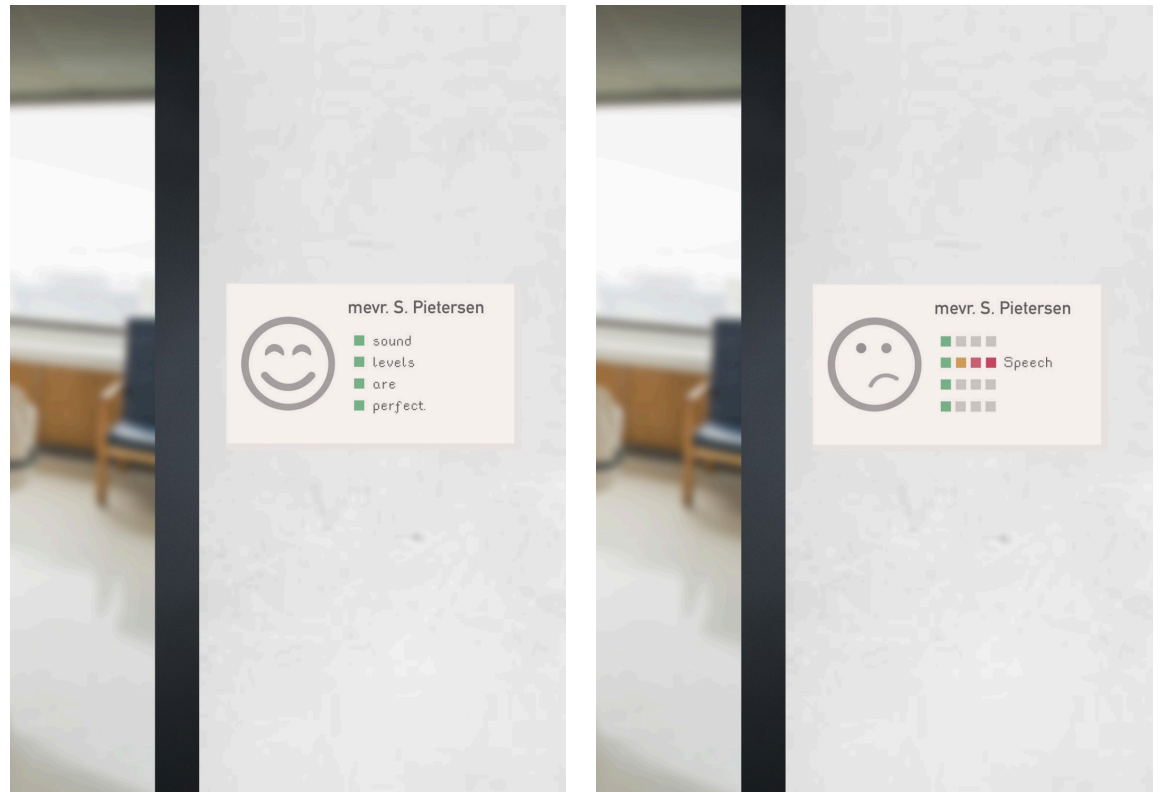 mevr. S. Pietersen
sound
levels
are
perfect.
mevr. S. Pietersen
Speech